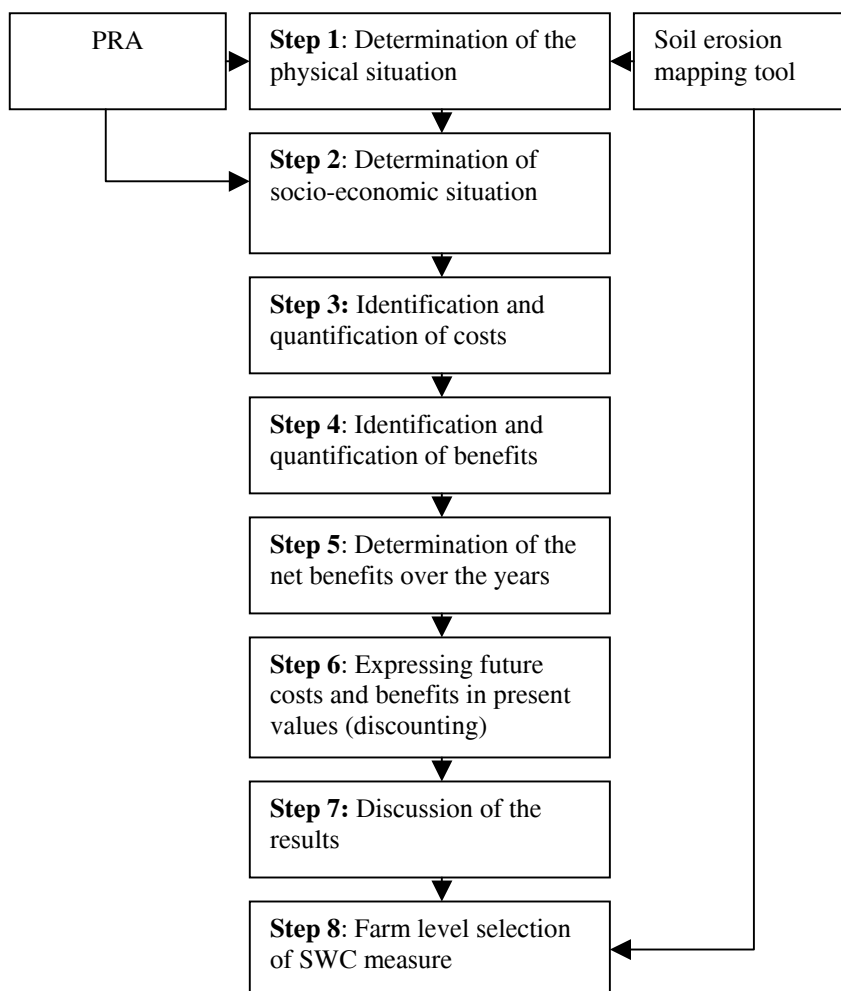 PRA
Step 1: Determination of the
physical situation
Soil erosion
mapping tool
Step 2: Determination of
socio-economic situation
Step 3: Identification and
quantification of costs
Step 4: Identification and
quantification of benefits
Step 5: Determination of the
net benefits over the years
Step 6: Expressing future
costs and benefits in present
values (discounting)
Step 7: Discussion of the
results
Step 8: Farm level selection
of SWC measure